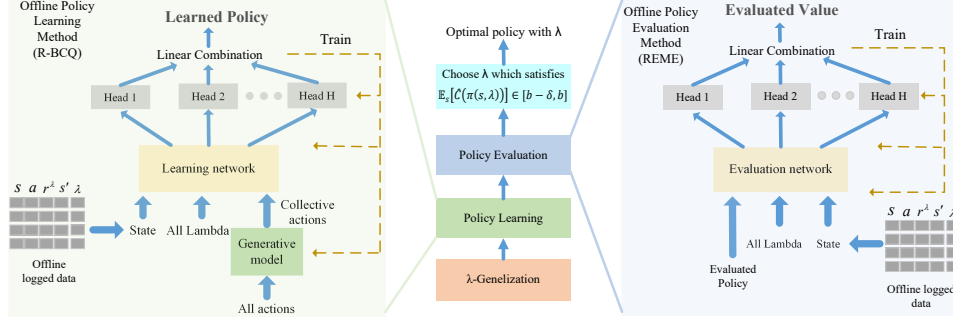 Offline Policy
Learning
Method
(R-BCQ)
Learned Policy
Train
Linear Combination
Head 1
Head 2
Head H
Learning network
s a r^λ s' λ
Collective
actions
State
All Lambda
Generative
model
Offline
logged data
All actions
Optimal policy with λ
Choose λ which satisfies
𝔼ₛ[Ĉ(π(s, λ))] ∈ [b − δ, b]
Policy Evaluation
Policy Learning
λ-Genelization
Offline Policy
Evaluation
Method
(REME)
Evaluated Value
Train
Linear Combination
Head 1
Head 2
Head H
Evaluation network
s a r^λ s' λ
All Lambda
State
Evaluated
Policy
Offline logged
data